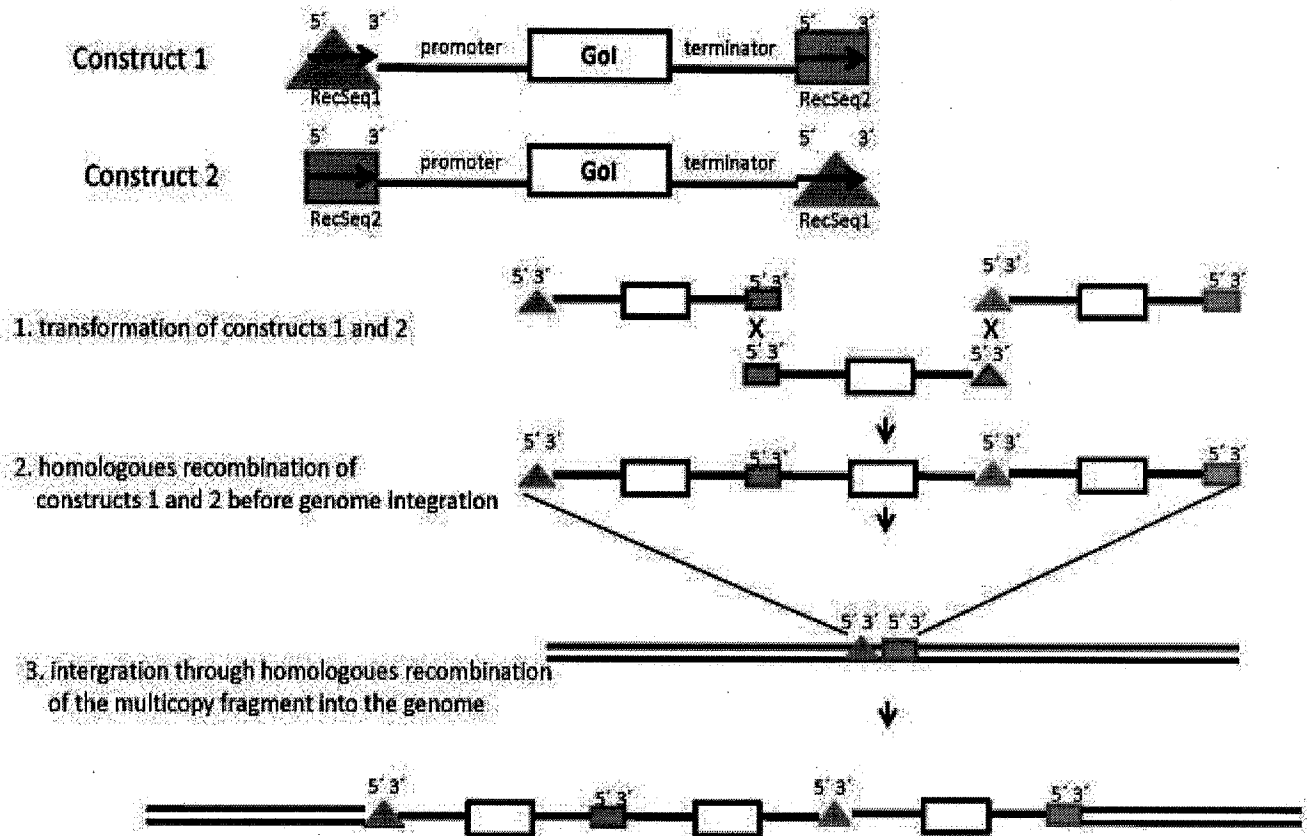 5´ 3´ 5´ 3´
Construct 1 promoter GoI terminator
RecSeq1 RecSeq2
5´ 3´ 5´ 3´
Construct 2 promoter GoI terminator
RecSeq2 RecSeq1
5´ 3´ 5´ 3´ 5´ 3´ 5´ 3´
1. transformation of constructs 1 and 2 X X
5´ 3´ 5´ 3´
5´ 3´ 5´ 3´ 5´ 3´ 5´ 3´
2. homologoues recombination of
constructs 1 and 2 before genome integration
5´ 3´ 5´ 3´
3. intergration through homologoues recombination
of the multicopy fragment into the genome
5´ 3´ 5´ 3´ 5´ 3´ 5´ 3´